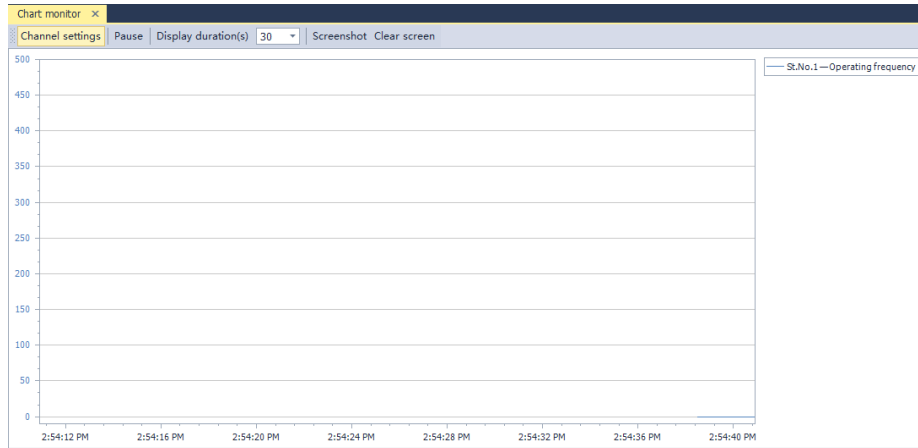 Chart monitor ×
Channel settings Pause Display duration(s) 30 Screenshot Clear screen
St.No.1—Operating frequency
500
450
400
350
300
250
200
150
100
50
0
2:54:12 PM 2:54:16 PM 2:54:20 PM 2:54:24 PM 2:54:28 PM 2:54:32 PM 2:54:36 PM 2:54:40 PM